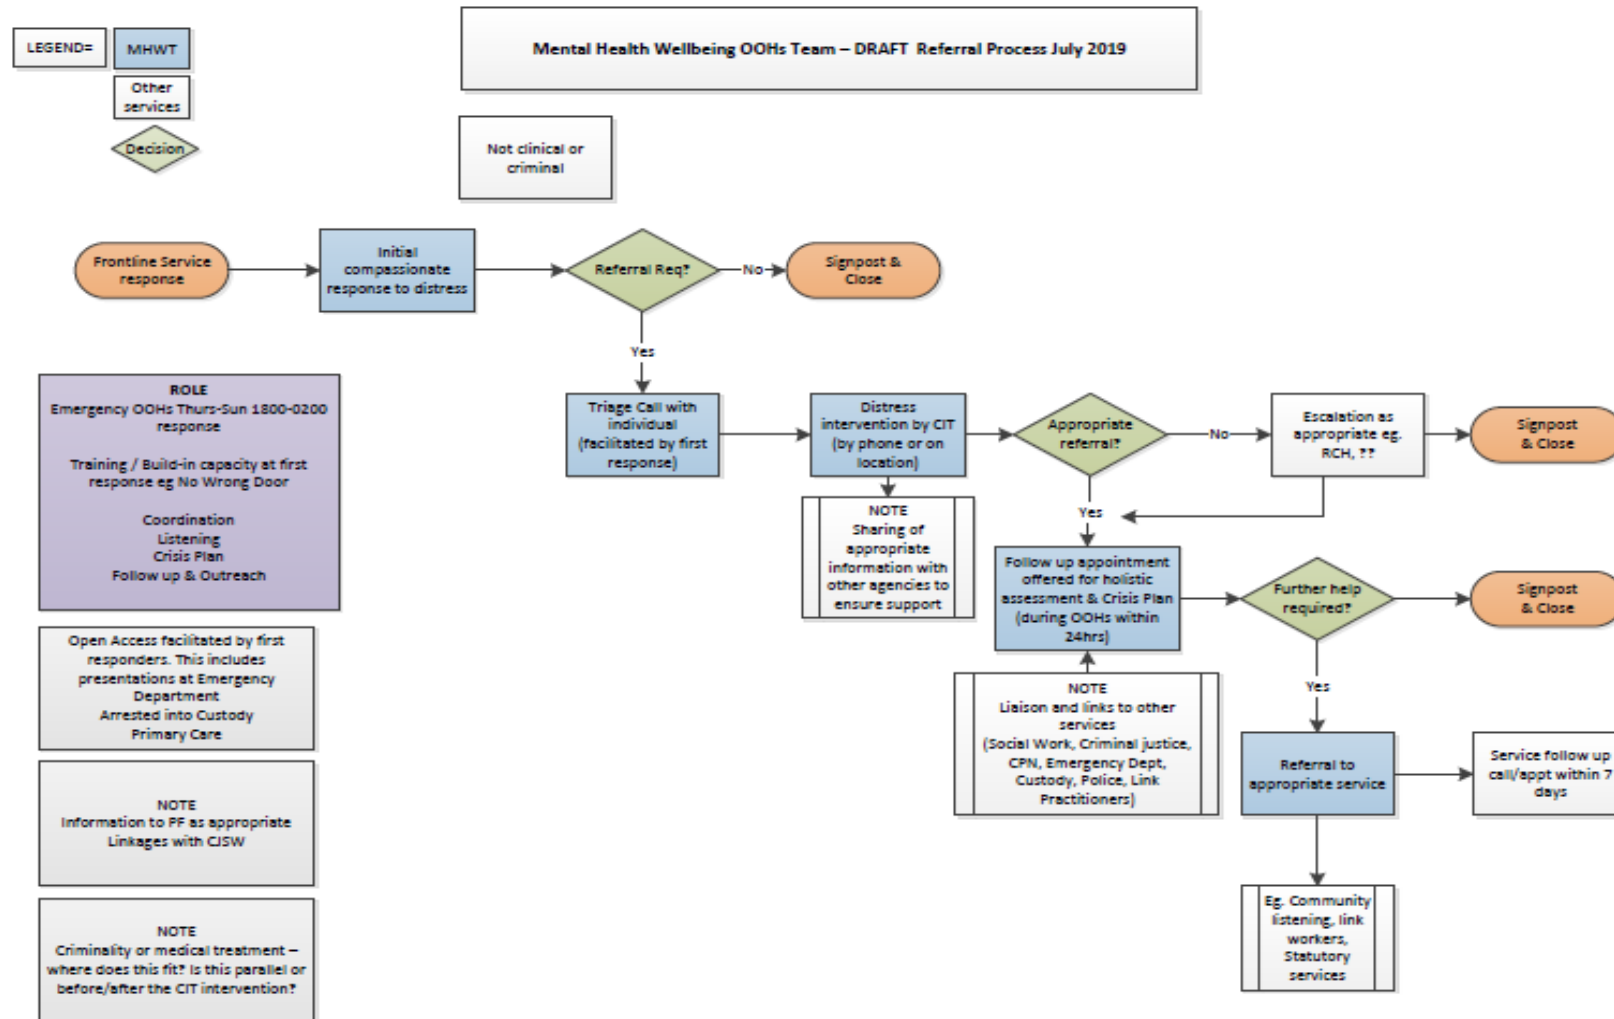 LEGEND=
MHWT
Other
services
Decision
Mental Health Wellbeing OOHs Team – DRAFT  Referral Process July 2019
Not clinical or
criminal
Frontline Service
response
Initial
compassionate
response to distress
Referral Req?
No
Signpost &
Close
Yes
ROLE
Emergency OOHs Thurs-Sun 1800-0200
response
Training / Build-in capacity at first
response eg No Wrong Door
Coordination
Listening
Crisis Plan
Follow up & Outreach
Triage Call with
individual
(facilitated by first
response)
Distress
intervention by CIT
(by phone or on
location)
Appropriate
referral?
No
Escalation as
appropriate eg.
RCH, ??
Signpost
& Close
Yes
NOTE
Sharing of
appropriate
information with
other agencies to
ensure support
Follow up appointment
offered for holistic
assessment & Crisis Plan
(during OOHs within
24hrs)
Further help
required?
Signpost
& Close
Yes
Open Access facilitated by first
responders. This includes
presentations at Emergency
Department
Arrested into Custody
Primary Care
NOTE
Liaison and links to other
services
(Social Work, Criminal justice,
CPN, Emergency Dept,
Custody, Police, Link
Practitioners)
Referral to
appropriate service
Service follow up
call/appt within 7
days
NOTE
Information to PF as appropriate
Linkages with CJSW
Eg. Community
listening, link
workers,
Statutory
services
NOTE
Criminality or medical treatment –
where does this fit? Is this parallel or
before/after the CIT intervention?